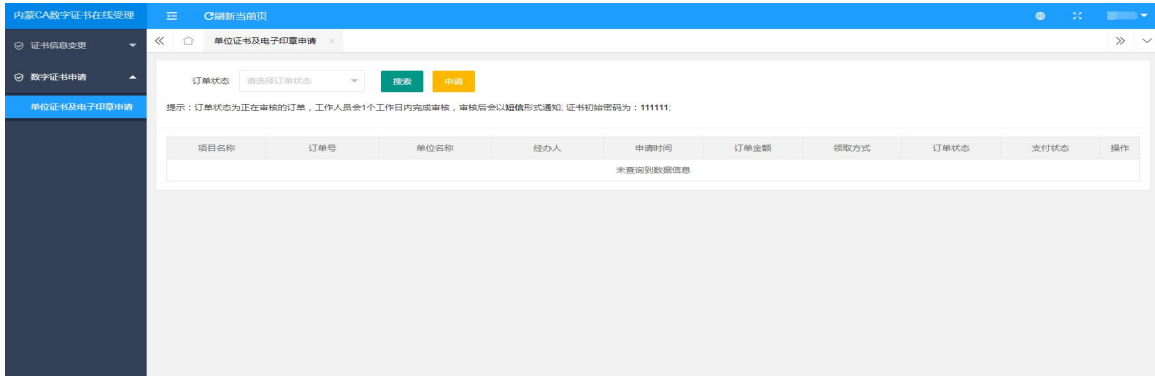 内蒙CA数字证书在线受理
刷新当前页
证书信息变更
单位证书及电子印章申请
数字证书申请
订单状态 请选择订单状态 搜索 申请
单位证书及电子印章申请
提示：订单状态为正在审核的订单，工作人员会1个工作日内完成审核，审核后会以短信形式通知; 证书初始密码为：111111;
项目名称 订单号 单位名称 经办人 申请时间 订单金额 领取方式 订单状态 支付状态 操作
未查询到数据信息